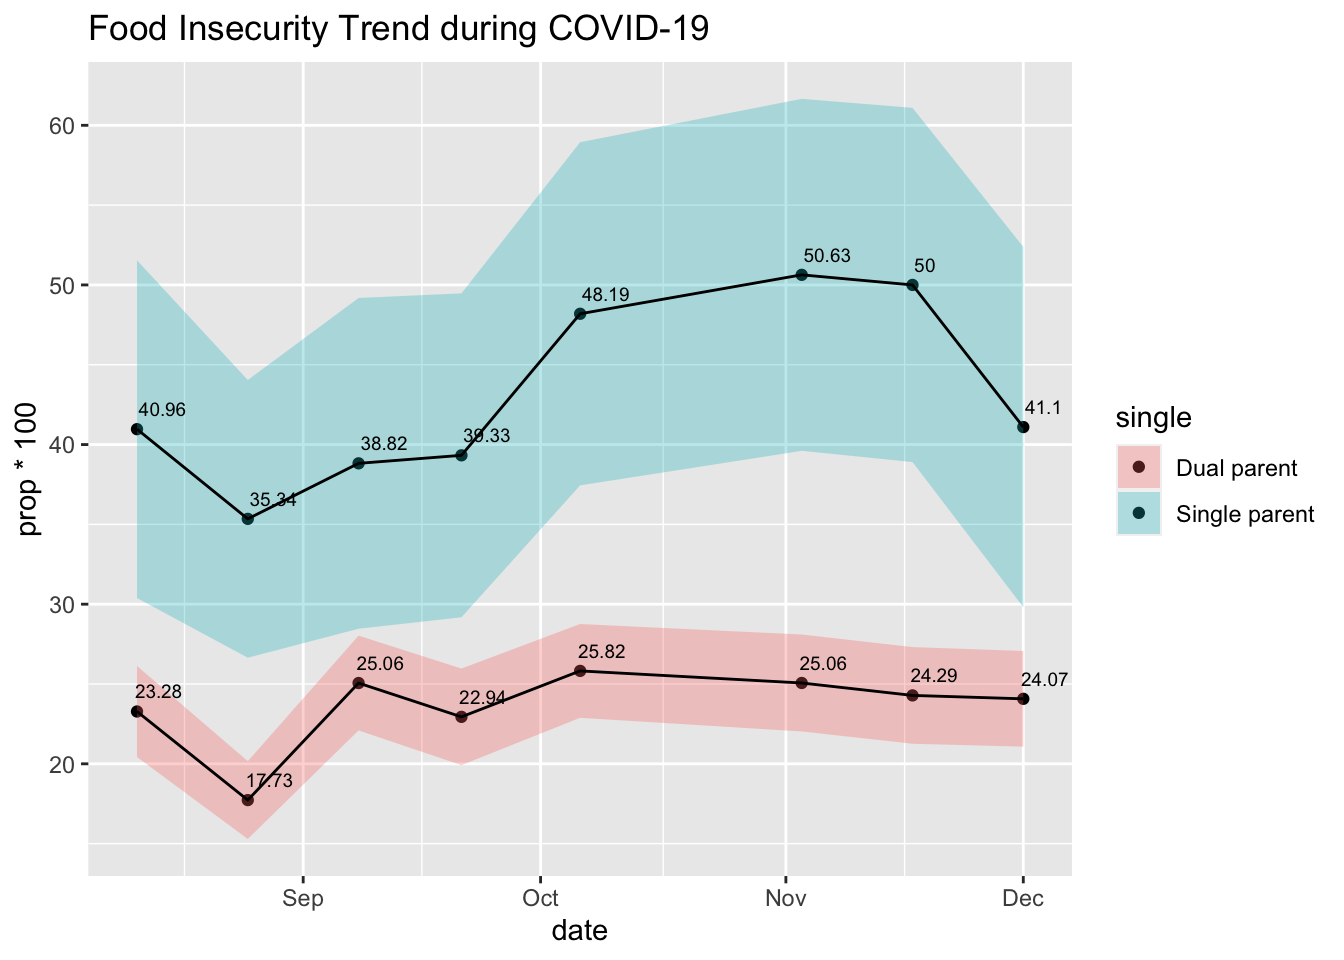 Food Insecurity Trend during COVID-19
prop * 100
60
50
40
30
20
40.96
35.34
38.82
39.33
48.19
50.63
50
41.1
23.28
17.73
25.06
22.94
25.82
25.06
24.29
24.07
Sep
Oct
Nov
Dec
date
single
Dual parent
Single parent